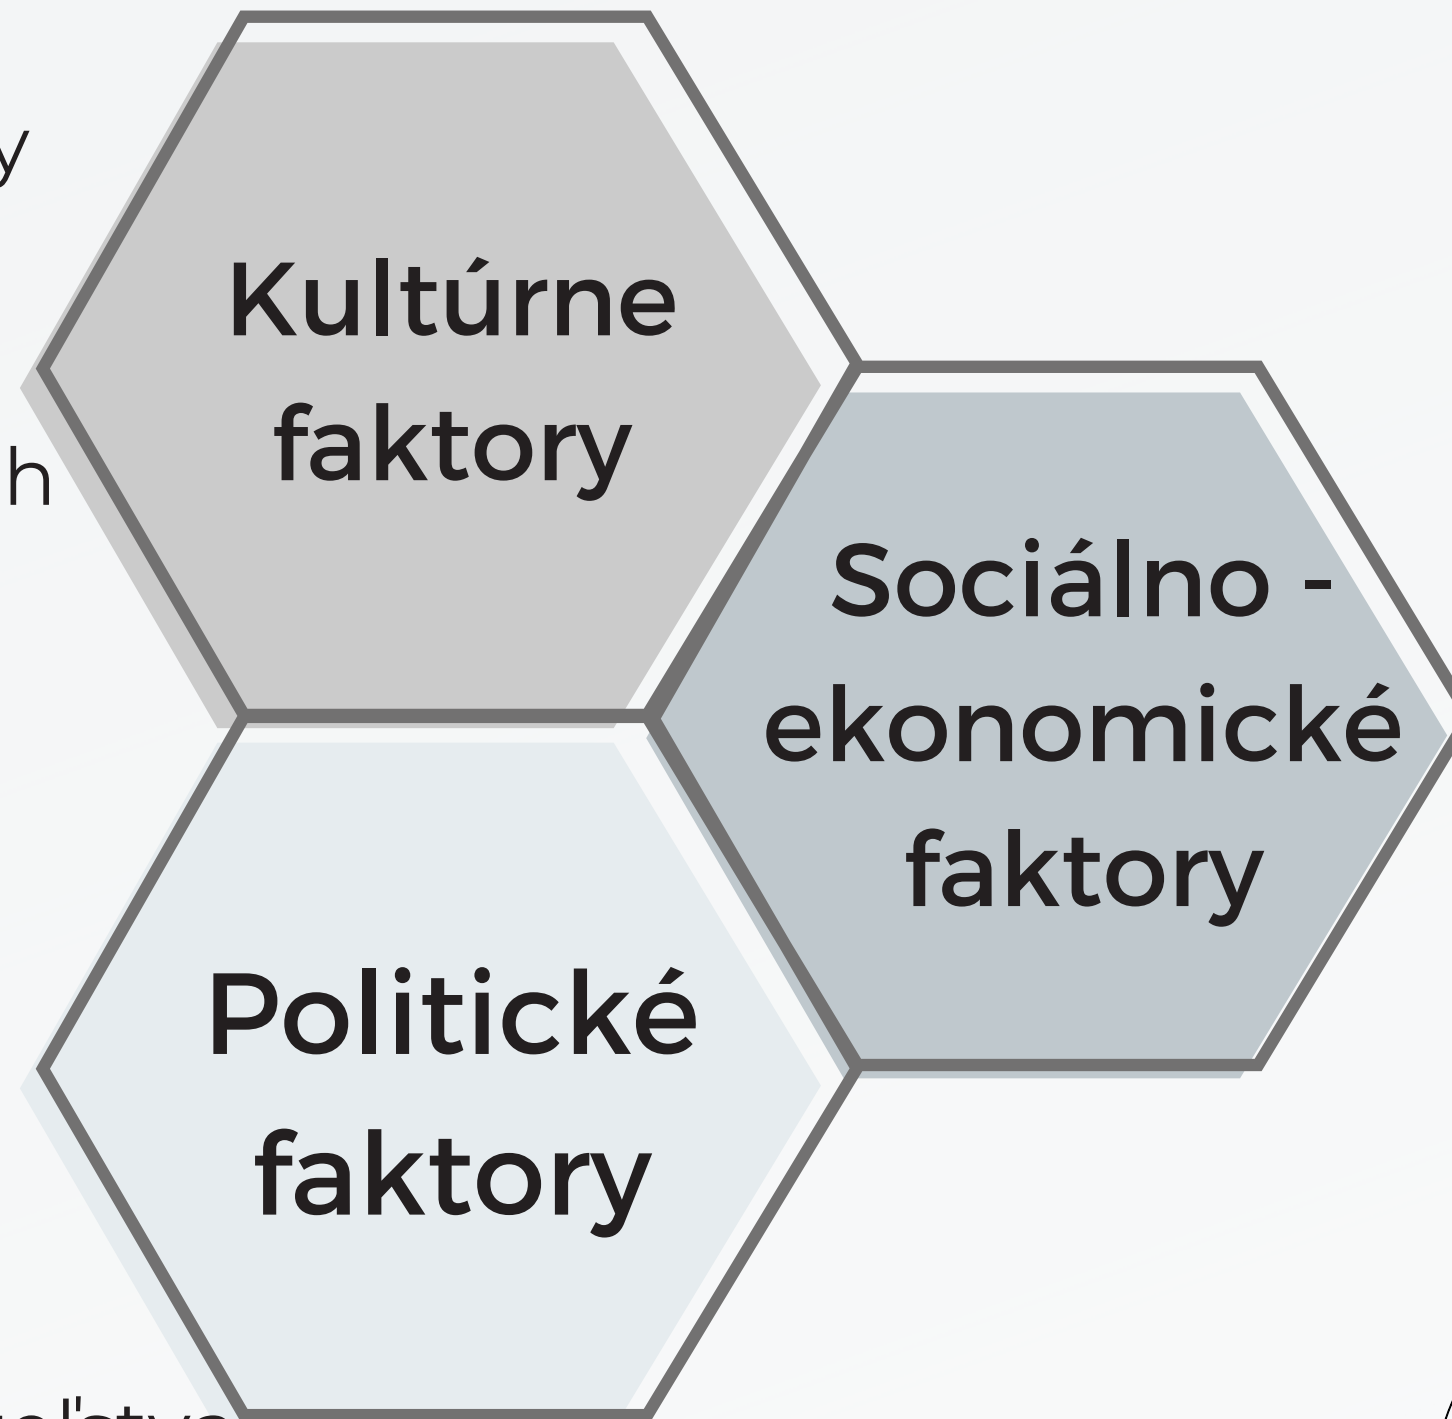 Kultúrne
faktory
Sociálno -
ekonomické
faktory
Politické
faktory